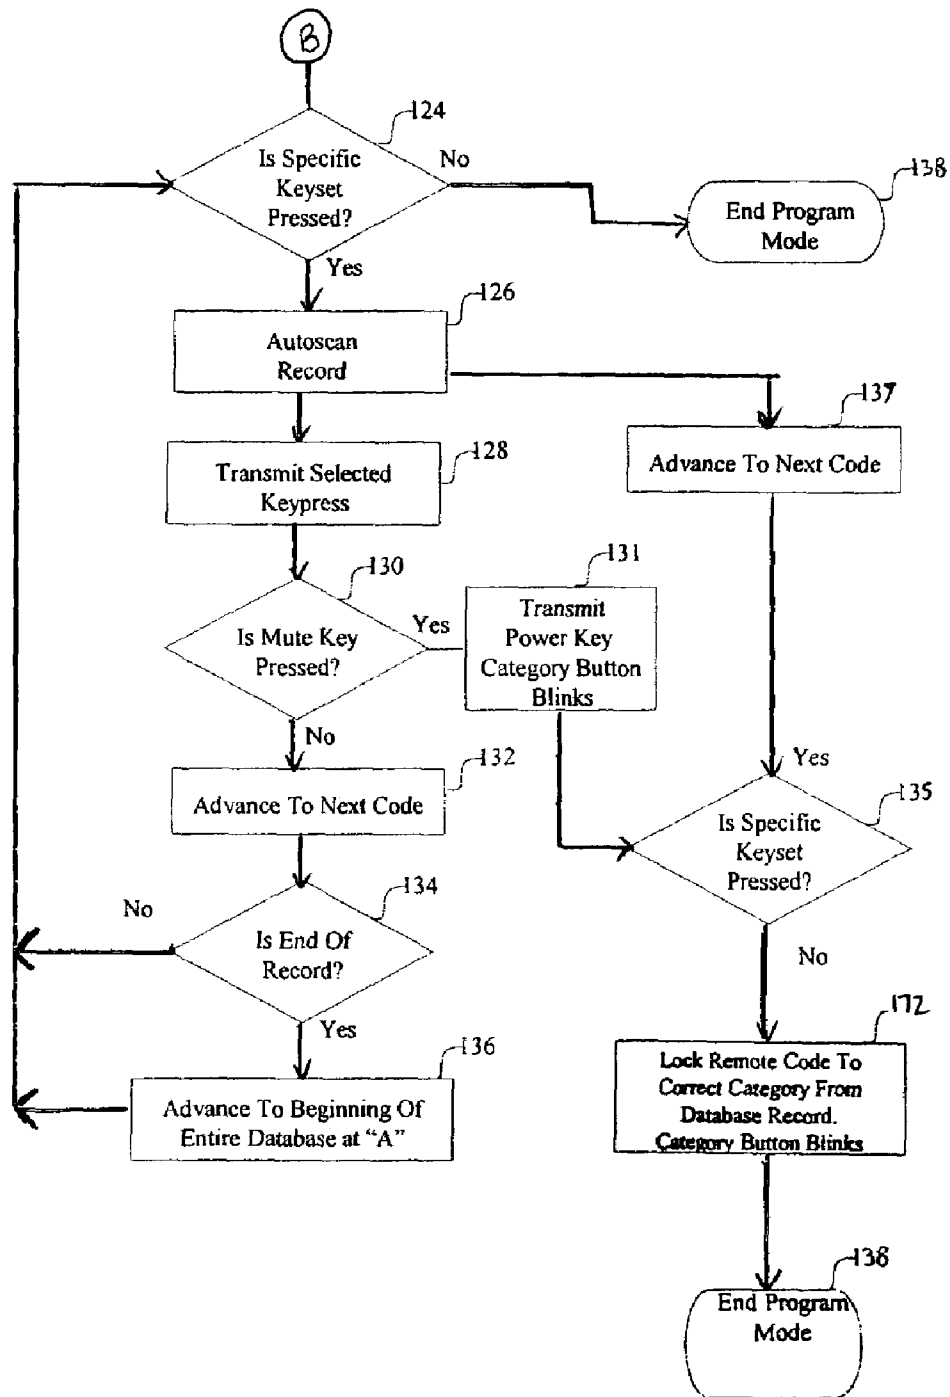 B
124
Is Specific
Keyset
Pressed?
No
138
End Program
Mode
Yes
126
Autoscan
Record
137
Advance To Next Code
128
Transmit Selected
Keypress
130
Is Mute Key
Pressed?
Yes
131
Transmit
Power Key
Category Button
Blinks
No
132
Advance To Next Code
Yes
135
Is Specific
Keyset
Pressed?
134
No
Is End Of
Record?
No
Yes
136
Advance To Beginning Of
Entire Database at "A"
172
Lock Remote Code To
Correct Category From
Database Record.
Category Button Blinks
138
End Program
Mode